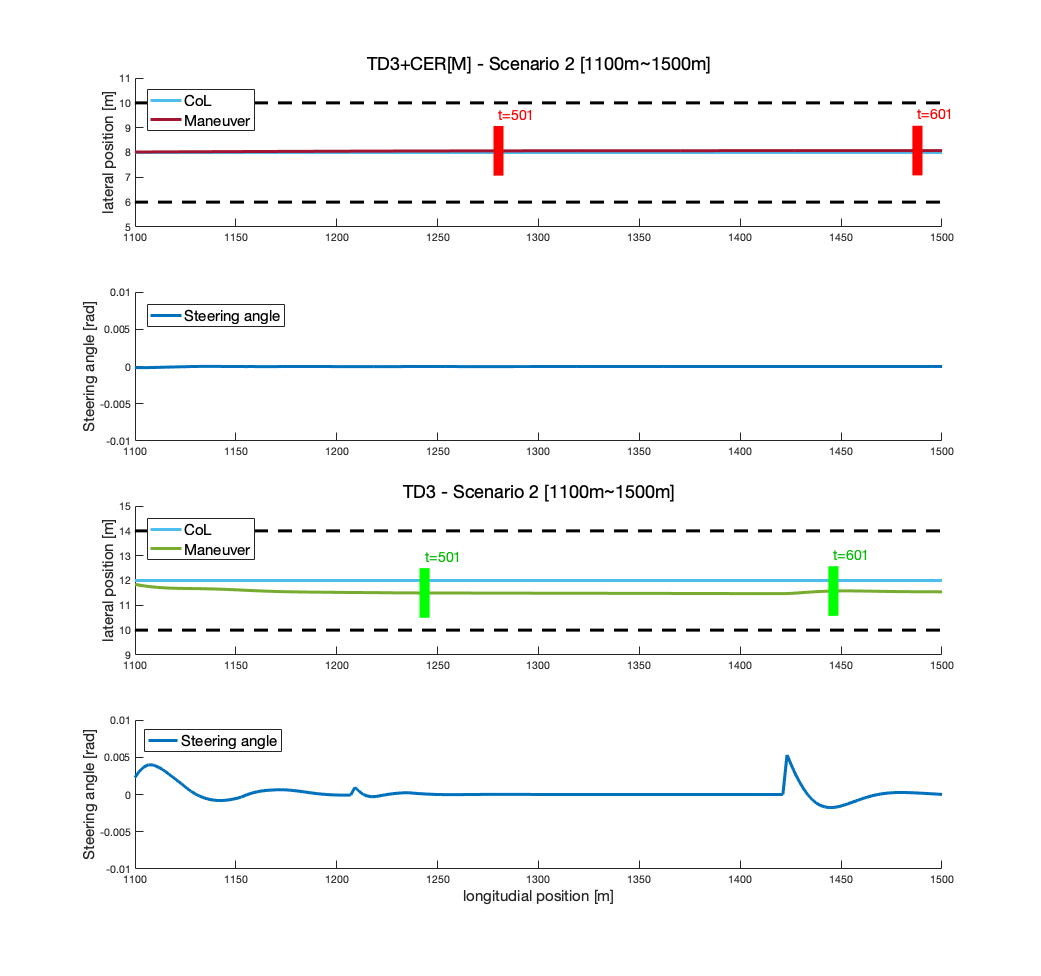 TD3+CER[M] - Scenario 2 [1100m~1500m]
lateral position [m]
11
10
9
8
7
6
5
CoL
Maneuver
t=501
t=601
1100 1150 1200 1250 1300 1350 1400 1450 1500
Steering angle [rad]
0.01
0.005
0
-0.005
-0.01
Steering angle
1100 1150 1200 1250 1300 1350 1400 1450 1500
TD3 - Scenario 2 [1100m~1500m]
lateral position [m]
15
14
13
12
11
10
9
CoL
Maneuver
t=501
t=601
1100 1150 1200 1250 1300 1350 1400 1450 1500
Steering angle [rad]
0.01
0.005
0
-0.005
-0.01
Steering angle
1100 1150 1200 1250 1300 1350 1400 1450 1500
longitudial position [m]